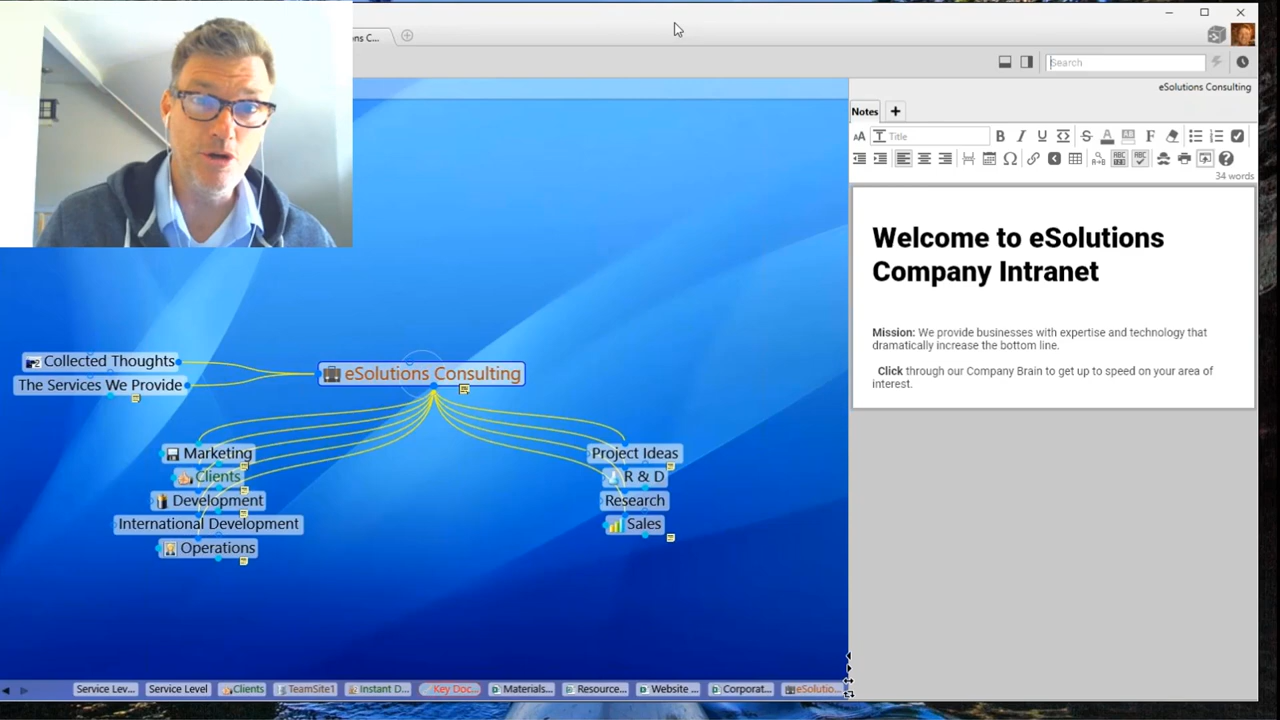 ns C...
Search
eSolutions Consulting
Notes
Title
34 words
Welcome to eSolutions
Company Intranet
Mission: We provide businesses with expertise and technology that
dramatically increase the bottom line.
Click through our Company Brain to get up to speed on your area of
interest.
Collected Thoughts
The Services We Provide
eSolutions Consulting
Marketing
Clients
Development
International Development
Operations
Project Ideas
R & D
Research
Sales
Service Lev... Service Level Clients TeamSite1 Instant D... Key Doc... Materials... Resource... Website ... Corporat... eSolutio...